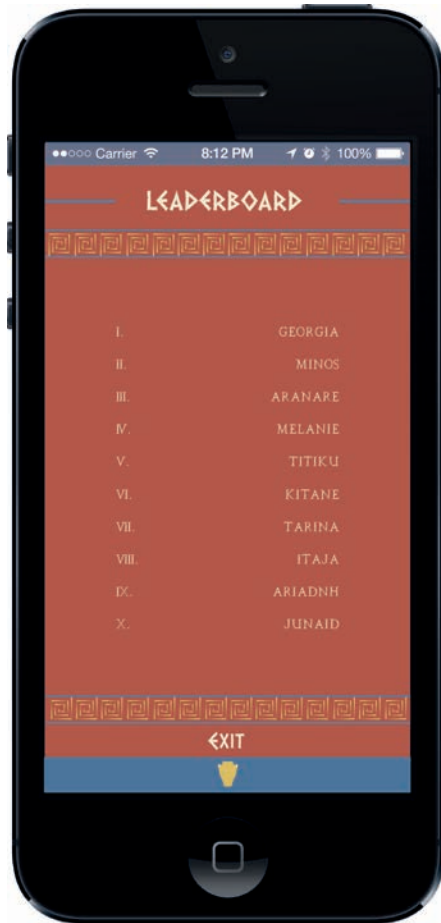 Carrier 8:12 PM 100%
LEADERBOARD
I. GEORGIA
II. MINOS
III. ARANARE
IV. MELANIE
V. TITIKU
VI. KITANE
VII. TARINA
VIII. ITAJA
IX. ARIADNH
X. JUNAID
EXIT